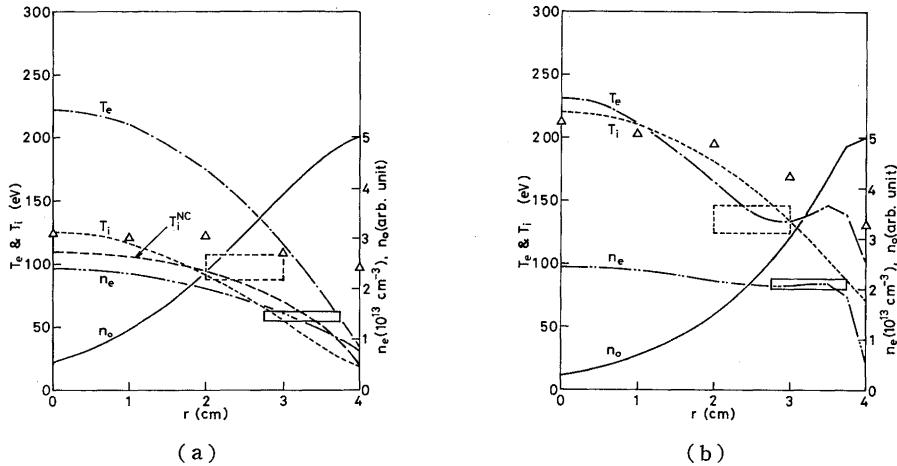 300
250
200
150
100
50
0
T_e & T_i (eV)
T_e
T_i
T_i^NC
n_e
n_o
5
4
3
2
1
0
n_e(10^13 cm^-3), n_o(arb. unit)
0 1 2 3 4
r (cm)
(a)
300
250
200
150
100
50
0
T_e & T_i (eV)
T_e
T_i
n_e
n_o
5
4
3
2
1
0
n_e(10^13 cm^-3), n_o(arb. unit)
0 1 2 3 4
r (cm)
(b)